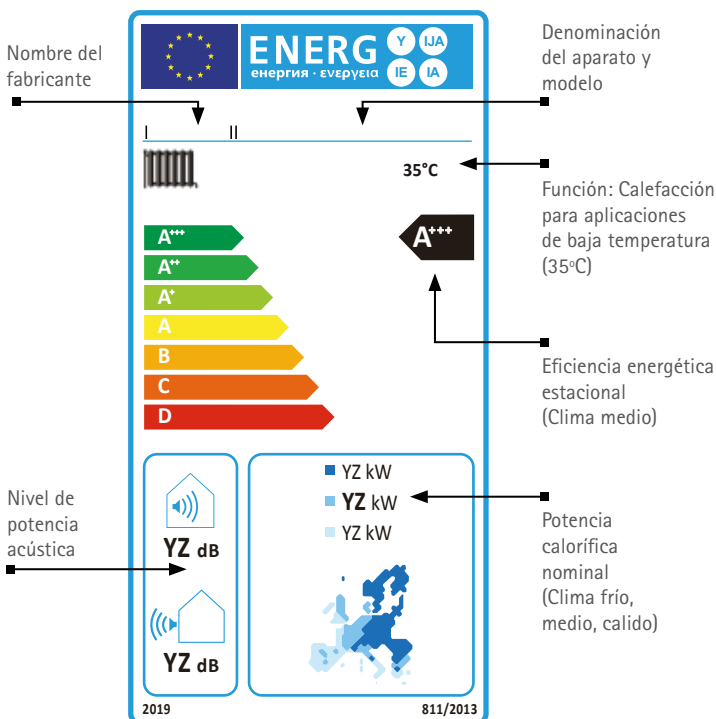 Nombre del
fabricante
ENERG
енергия · ενεργεια
Y IJA
IE IA
Denominación
del aparato y
modelo
I II
35°C
Función: Calefacción
para aplicaciones
de baja temperatura
(35ºC)
A+++
A++
A+
A
B
C
D
A+++
Eficiencia energética
estacional
(Clima medio)
Nivel de
potencia
acústica
YZ dB
YZ dB
YZ kW
YZ kW
YZ kW
Potencia
calorífica
nominal
(Clima frío,
medio, calido)
2019
811/2013